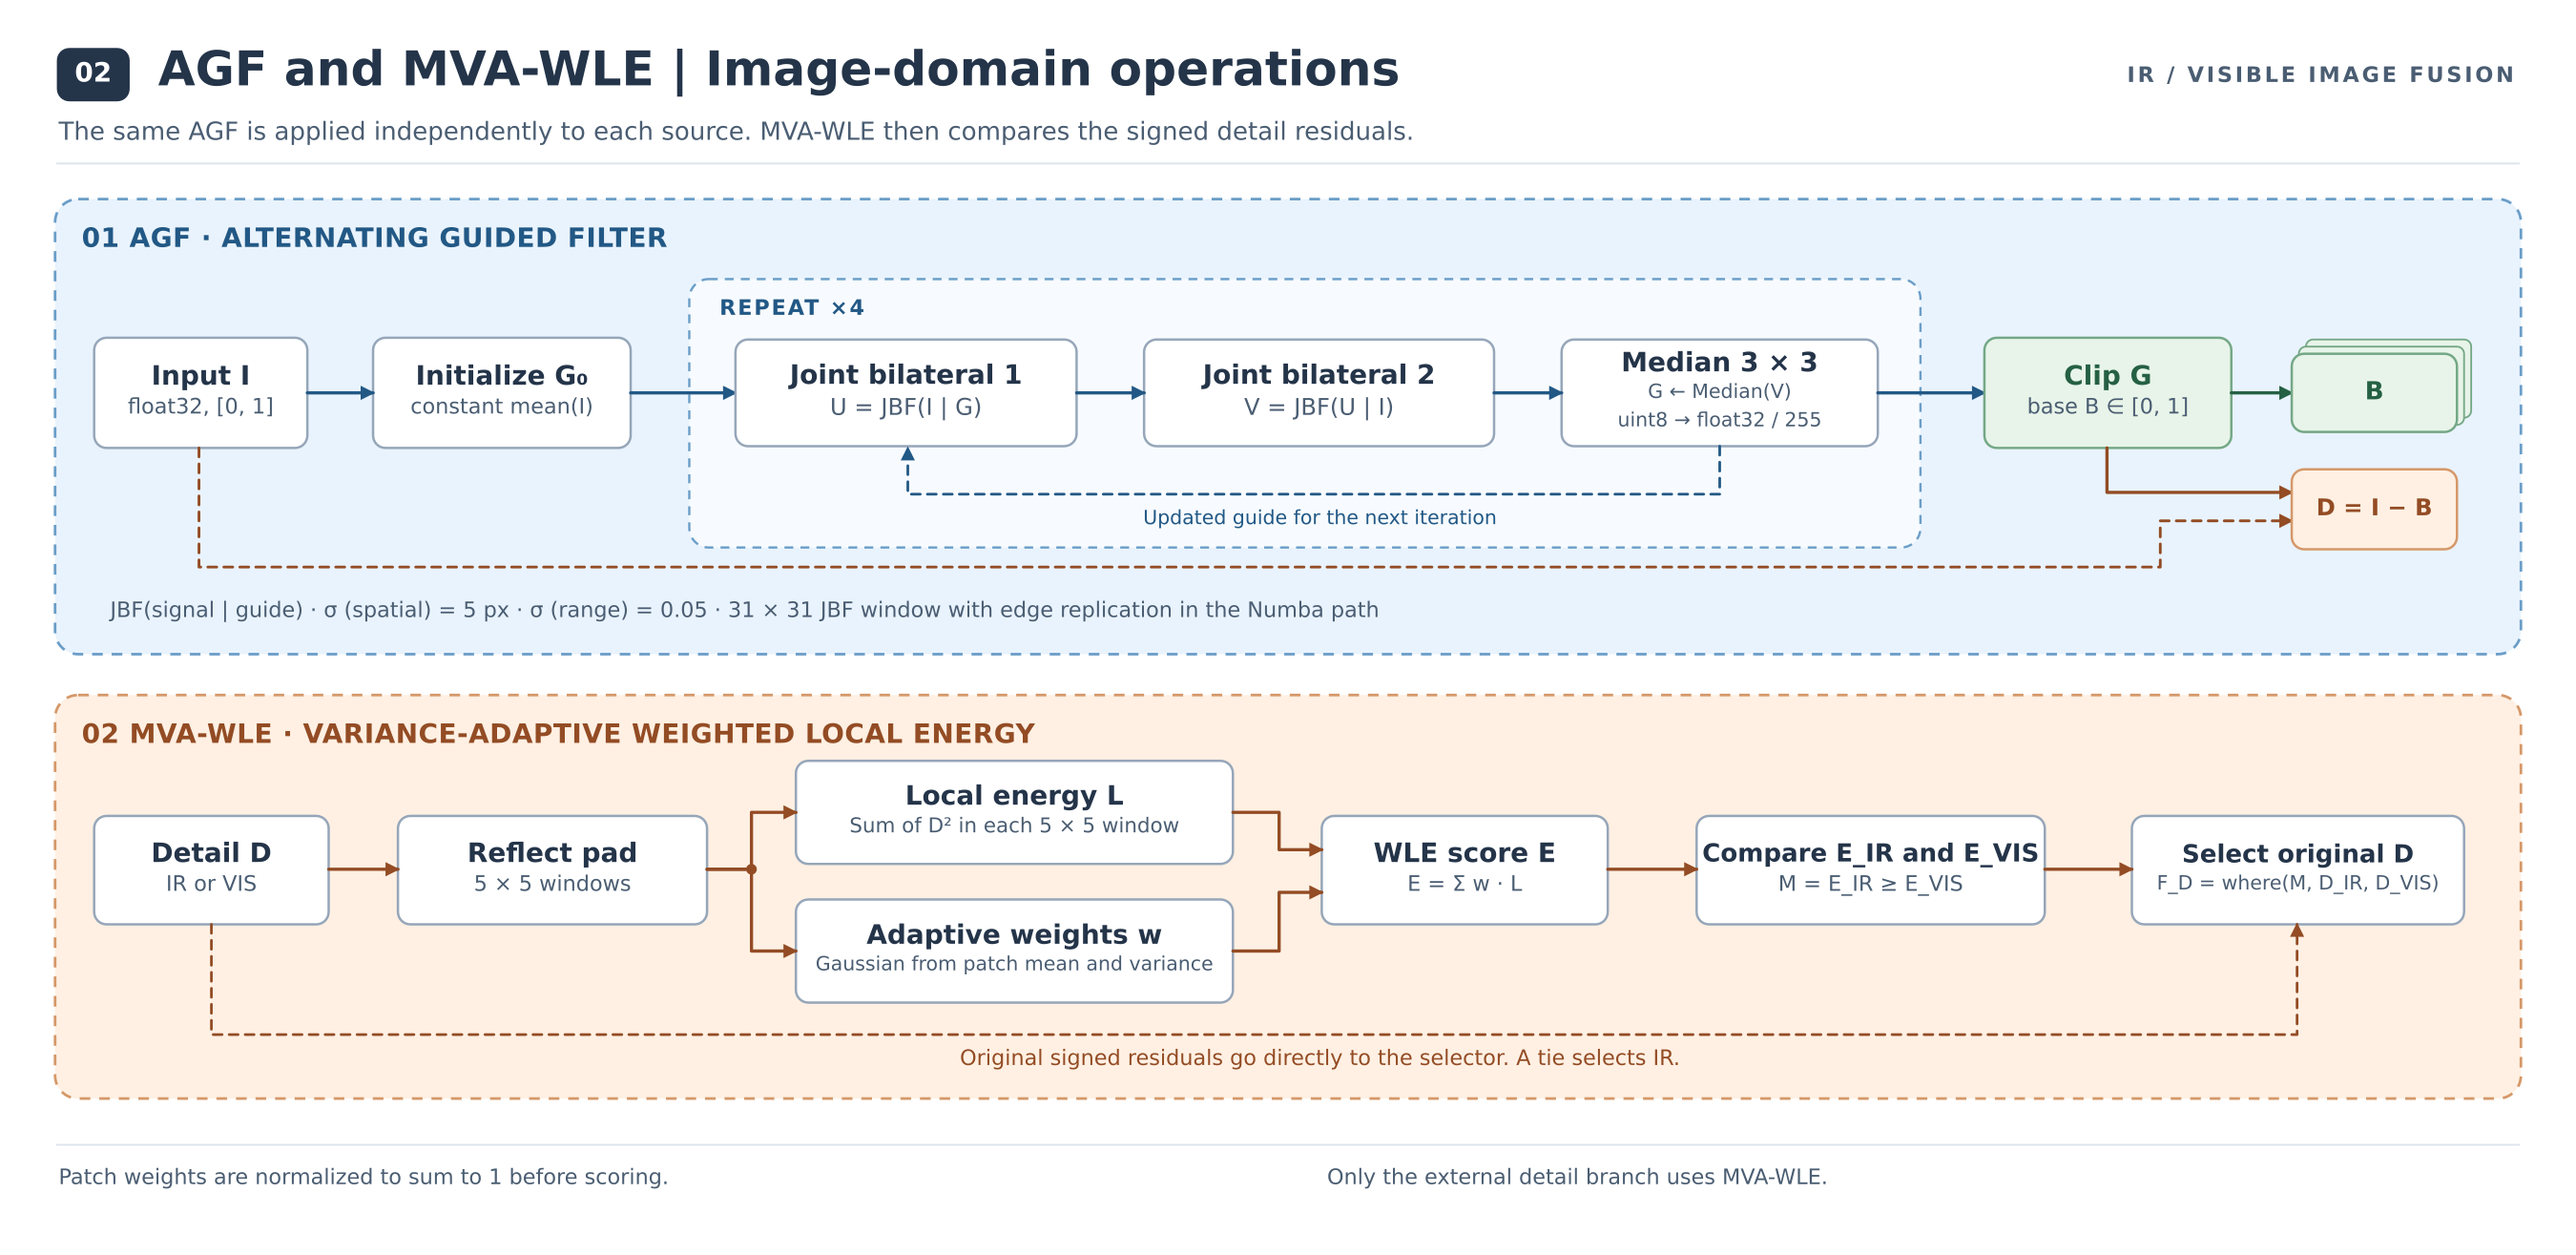 02
AGF and MVA-WLE | Image-domain operations
IR / VISIBLE IMAGE FUSION
The same AGF is applied independently to each source. MVA-WLE then compares the signed detail residuals.
01 AGF · ALTERNATING GUIDED FILTER
REPEAT ×4
Input I
float32, [0, 1]
Initialize G₀
constant mean(I)
Joint bilateral 1
U = JBF(I | G)
Joint bilateral 2
V = JBF(U | I)
Median 3 × 3
G ← Median(V)
uint8 → float32 / 255
Clip G
base B ∈ [0, 1]
B
D = I − B
Updated guide for the next iteration
JBF(signal | guide) · σ (spatial) = 5 px · σ (range) = 0.05 · 31 × 31 JBF window with edge replication in the Numba path
02 MVA-WLE · VARIANCE-ADAPTIVE WEIGHTED LOCAL ENERGY
Detail D
IR or VIS
Reflect pad
5 × 5 windows
Local energy L
Sum of D² in each 5 × 5 window
Adaptive weights w
Gaussian from patch mean and variance
WLE score E
E = Σ w · L
Compare E_IR and E_VIS
M = E_IR ≥ E_VIS
Select original D
F_D = where(M, D_IR, D_VIS)
Original signed residuals go directly to the selector. A tie selects IR.
Patch weights are normalized to sum to 1 before scoring.
Only the external detail branch uses MVA-WLE.